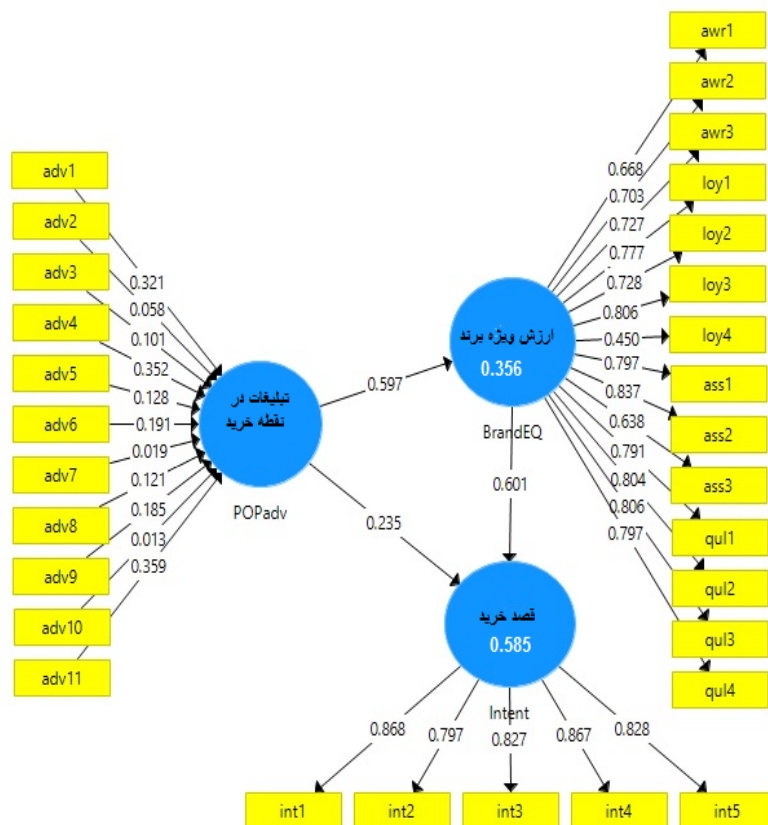 adv1
adv2
adv3
adv4
adv5
adv6
adv7
adv8
adv9
adv10
adv11
0.321
0.058
0.101
0.352
0.128
0.191
0.019
0.121
0.185
0.013
0.359
تبلیغات در
نقطه خرید
POPadv
0.597
0.235
ارزش ویژه برند
0.356
BrandEQ
0.601
قصد خرید
0.585
Intent
0.668
0.703
0.727
0.777
0.728
0.806
0.450
0.797
0.837
0.638
0.791
0.804
0.806
0.797
awr1
awr2
awr3
loy1
loy2
loy3
loy4
ass1
ass2
ass3
qul1
qul2
qul3
qul4
0.868
0.797
0.827
0.867
0.828
int1
int2
int3
int4
int5